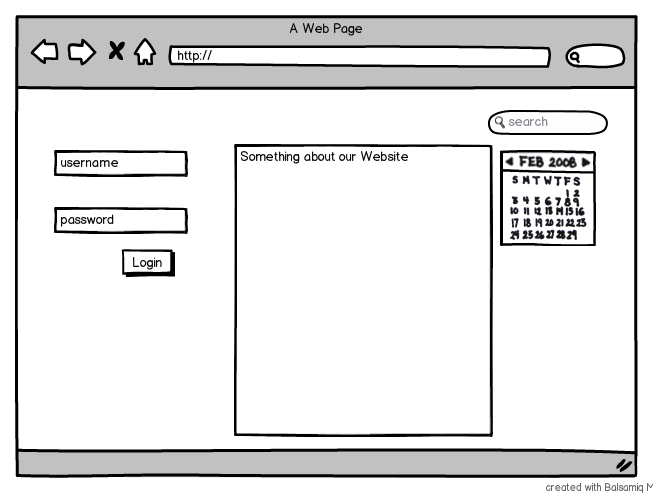 A Web Page
http://
search
username
password
Login
Something about our Website
FEB 2008
S M T W T F S
1 2
3 4 5 6 7 8 9
10 11 12 13 14 15 16
17 18 19 20 21 22 23
24 25 26 27 28 29
created with Balsamiq M